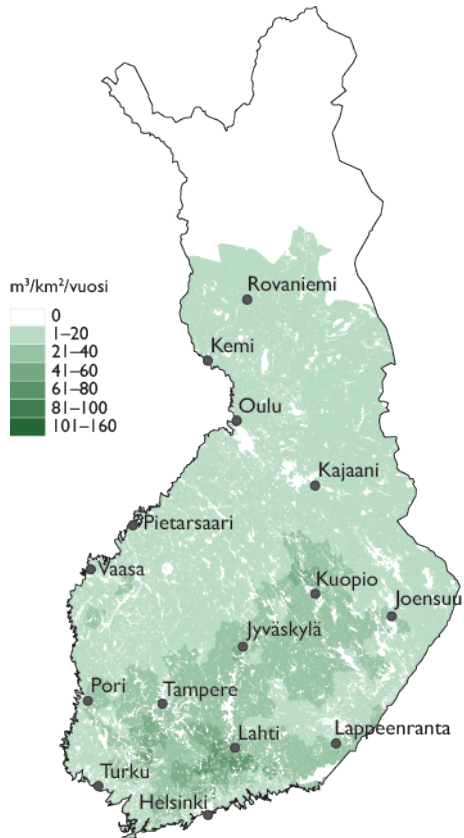 m³/km²/vuosi
0
1–20
21–40
41–60
61–80
81–100
101–160
Rovaniemi
Kemi
Oulu
Kajaani
Pietarsaari
Vaasa
Kuopio
Joensuu
Jyväskylä
Pori
Tampere
Lahti
Lappeenranta
Turku
Helsinki